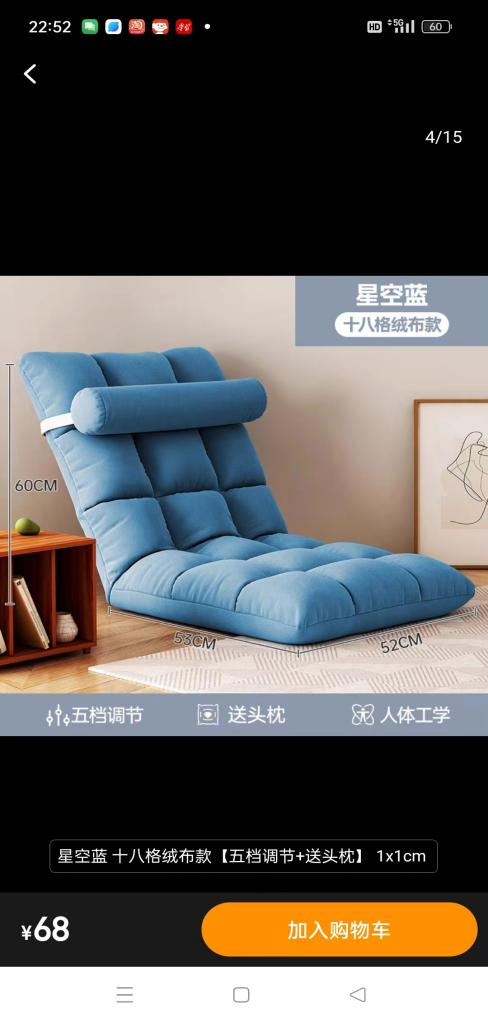 22:52
HD 5G 60
4/15
星空蓝
十八格绒布款
60CM
53CM
52CM
五档调节 送头枕 人体工学
星空蓝 十八格绒布款【五档调节+送头枕】 1x1cm
¥68 加入购物车